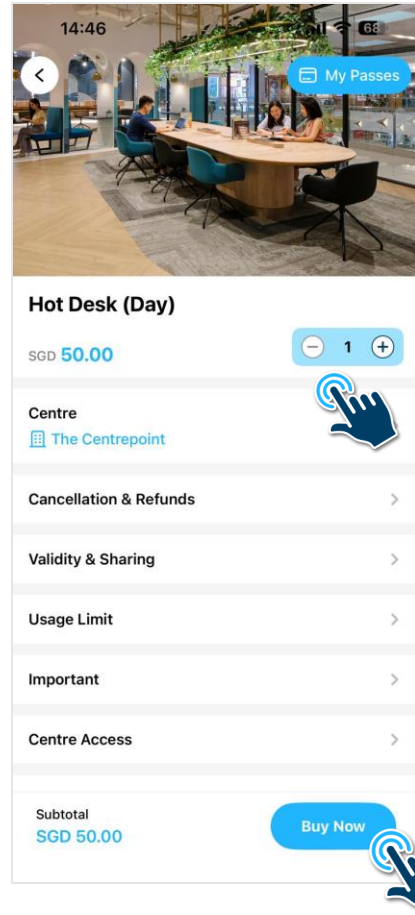 14:46
68
My Passes
Hot Desk (Day)
SGD 50.00
1
Centre
The Centrepoint
Cancellation & Refunds
Validity & Sharing
Usage Limit
Important
Centre Access
Subtotal
SGD 50.00
Buy Now